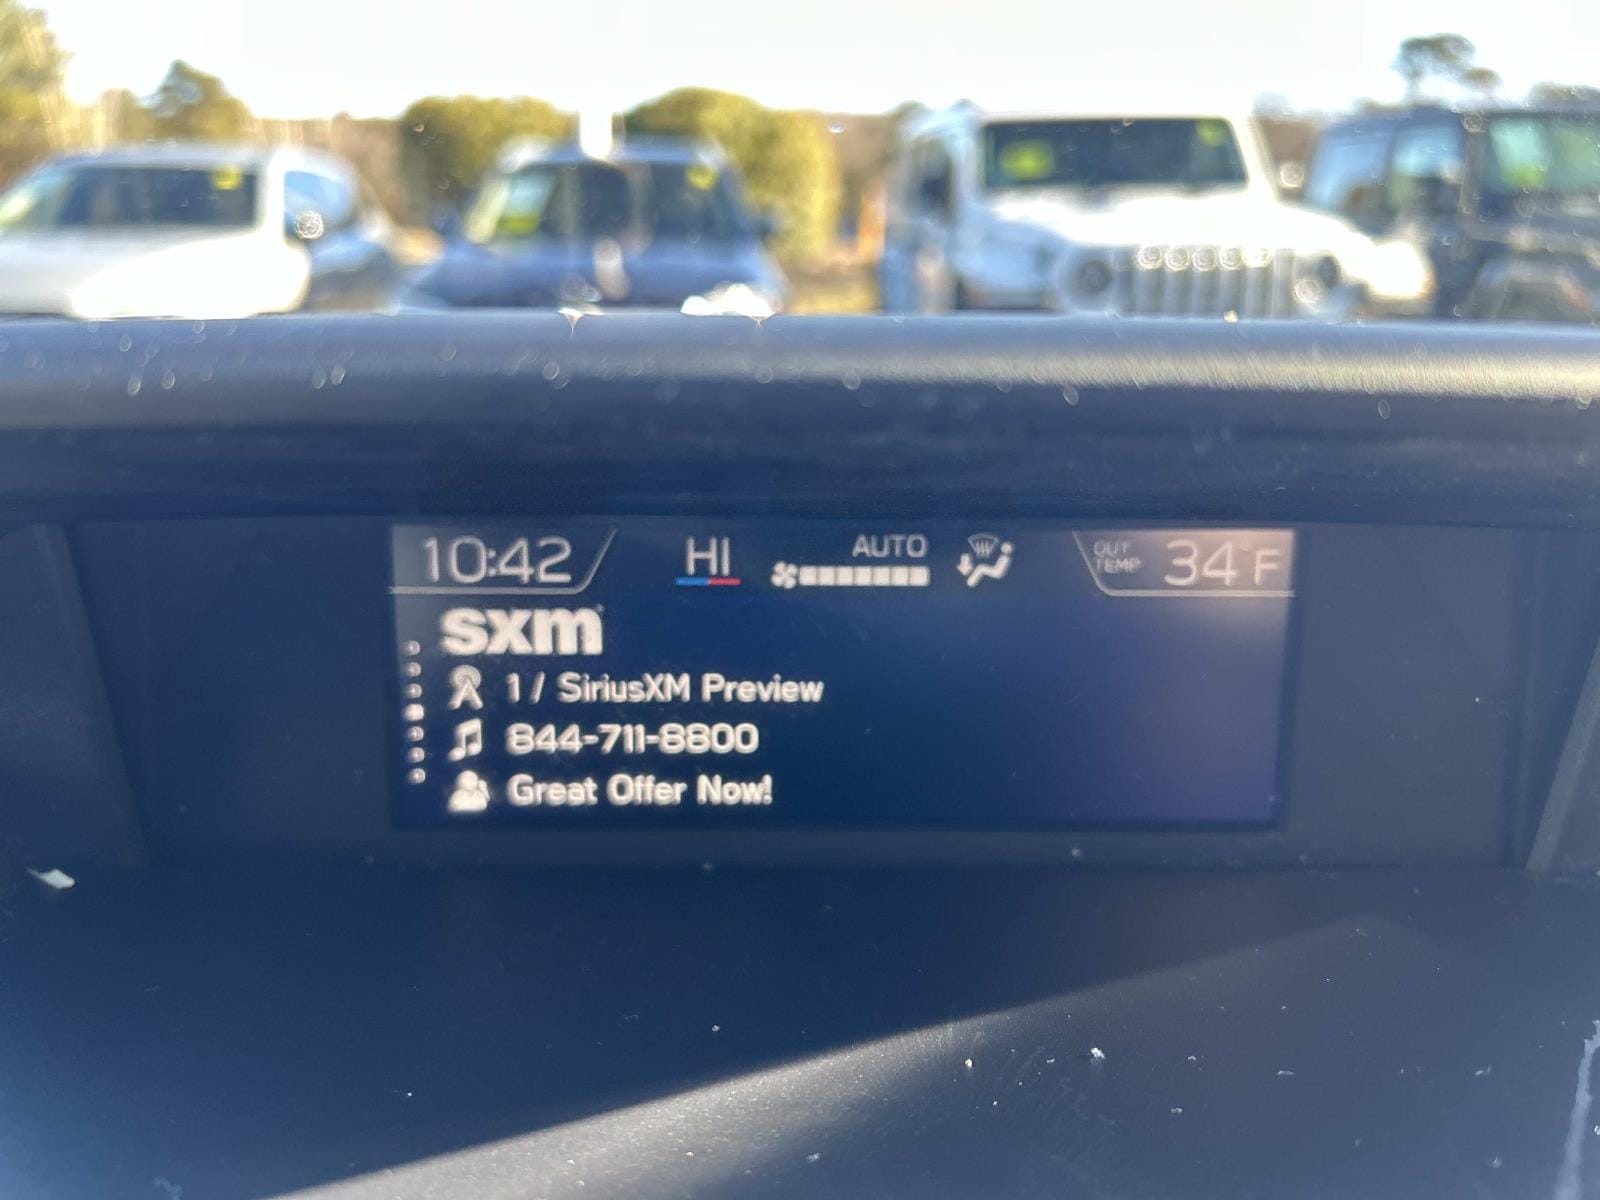 10:42 HI AUTO OUT TEMP 34°F
sxm
1 / SiriusXM Preview
844-711-8800
Great Offer Now!